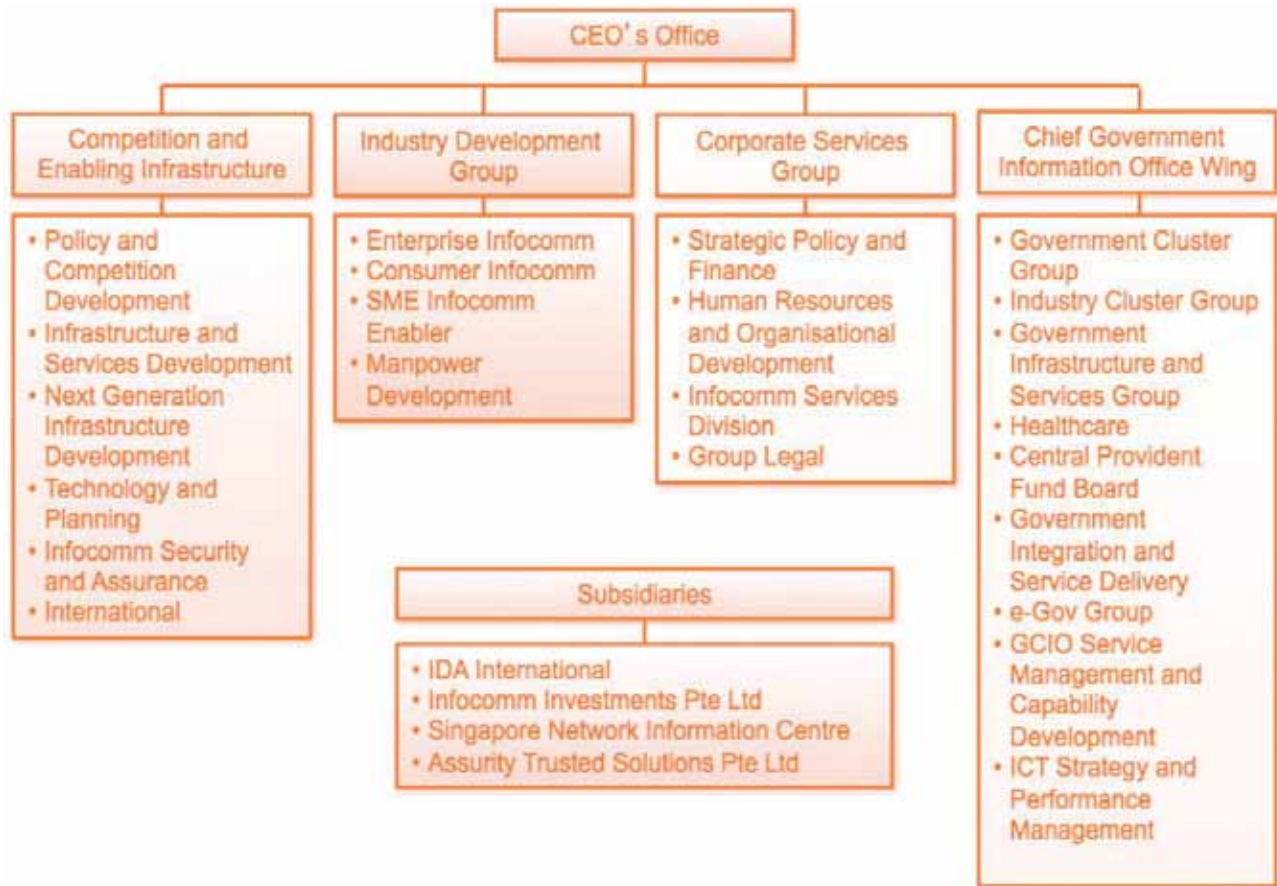 CEO's Office
Competition and
Enabling Infrastructure
• Policy and
Competition
Development
• Infrastructure and
Services Development
• Next Generation
Infrastructure
Development
• Technology and
Planning
• Infocomm Security
and Assurance
• International
Industry Development
Group
• Enterprise Infocomm
• Consumer Infocomm
• SME Infocomm
Enabler
• Manpower
Development
Corporate Services
Group
• Strategic Policy and
Finance
• Human Resources
and Organisational
Development
• Infocomm Services
Division
• Group Legal
Chief Government
Information Office Wing
• Government Cluster
Group
• Industry Cluster Group
• Government
Infrastructure and
Services Group
• Healthcare
• Central Provident
Fund Board
• Government
Integration and
Service Delivery
• e-Gov Group
• GCIO Service
Management and
Capability
Development
• ICT Strategy and
Performance
Management
Subsidiaries
• IDA International
• Infocomm Investments Pte Ltd
• Singapore Network Information Centre
• Assurity Trusted Solutions Pte Ltd